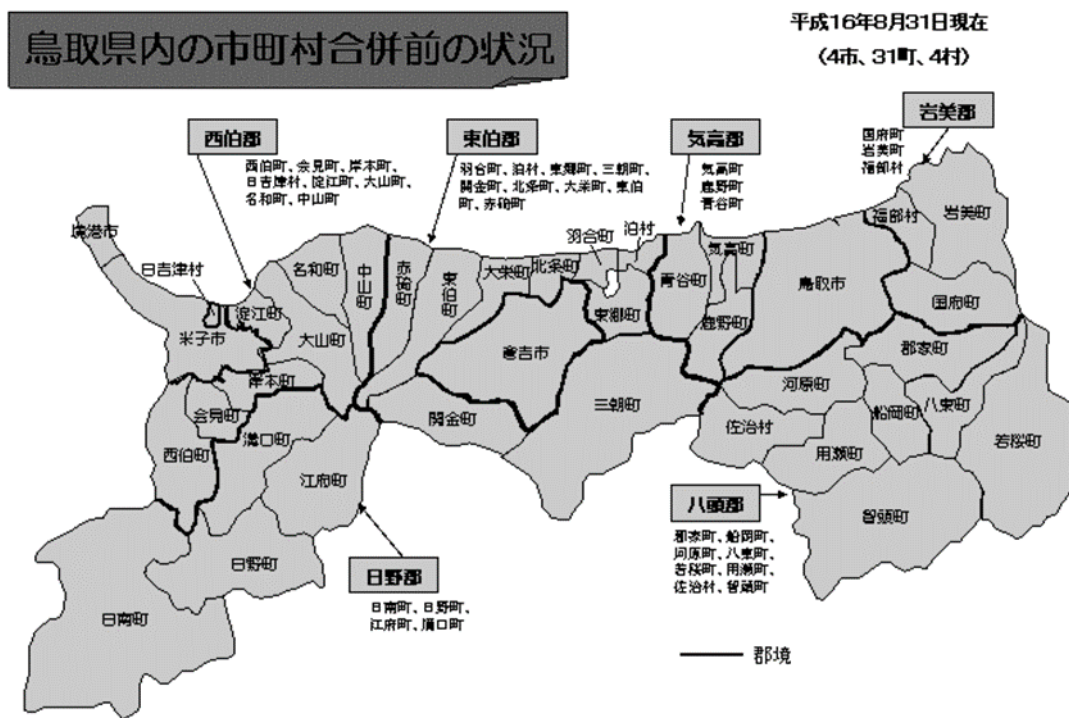 鳥取県内の市町村合併前の状況
平成16年8月31日現在
(4市、31町、4村)
西伯郡
西伯町、会見町、岸本町、
日吉津村、淀江町、大山町、
名和町、中山町
東伯郡
羽合町、泊村、東郷町、三朝町、
関金町、北条町、大栄町、東伯
町、赤碕町
気高郡
気高町
鹿野町
青谷町
岩美郡
国府町
岩美町
福部村
境港市
日吉津村
米子市
淀江町
名和町
大山町
中山町
赤碕町
東伯町
大栄町
北条町
羽合町
泊村
東郷町
青谷町
気高町
鹿野町
鳥取市
福部村
岩美町
国府町
郡家町
岸本町
会見町
西伯町
溝口町
江府町
関金町
倉吉市
三朝町
河原町
佐治村
用瀬町
船岡町
八東町
若桜町
智頭町
日野町
日南町
八頭郡
郡家町、船岡町、
河原町、八東町、
若桜町、用瀬町、
佐治村、智頭町
日野郡
日南町、日野町、
江府町、溝口町
郡境